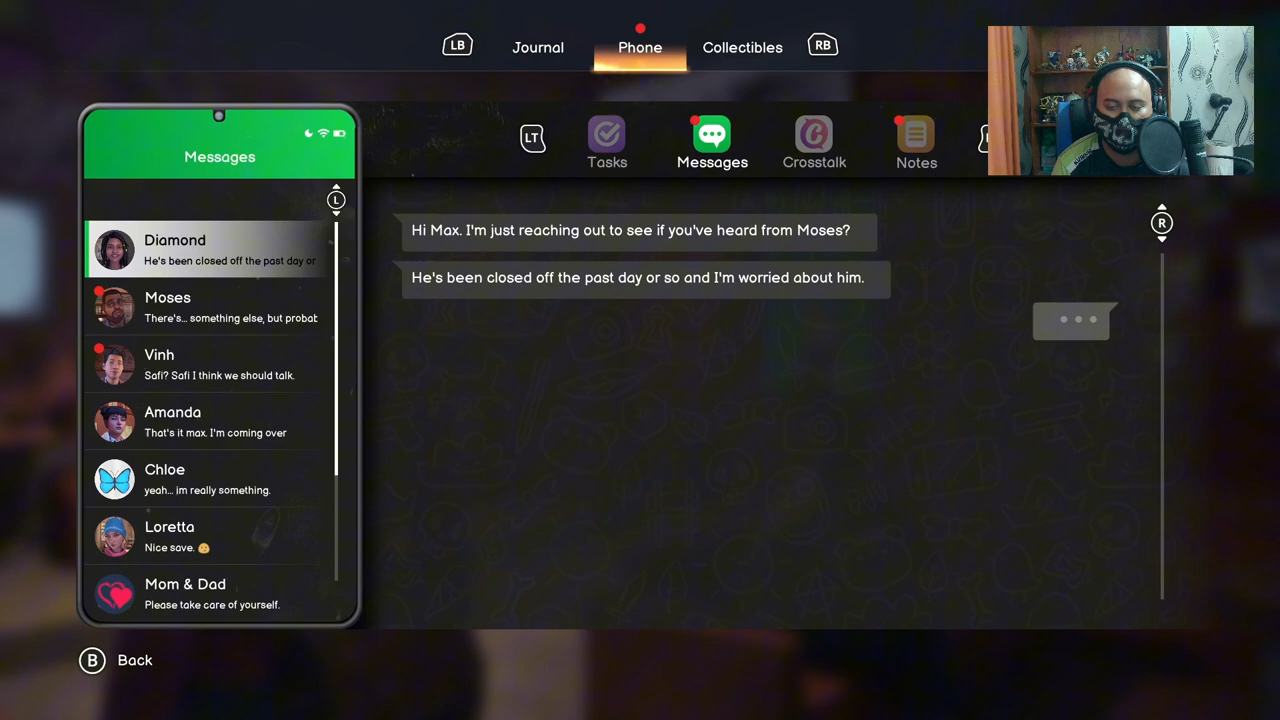 LB
Journal
Phone
Collectibles
RB
Messages
LT
Tasks
Messages
Crosstalk
Notes
L
Diamond
He's been closed off the past day or
Moses
There's... something else, but probat
Vinh
Safi? Safi I think we should talk.
Amanda
That's it max. I'm coming over
Chloe
yeah... im really something.
Loretta
Nice save.
Mom & Dad
Please take care of yourself.
Hi Max. I'm just reaching out to see if you've heard from Moses?
He's been closed off the past day or so and I'm worried about him.
R
B Back